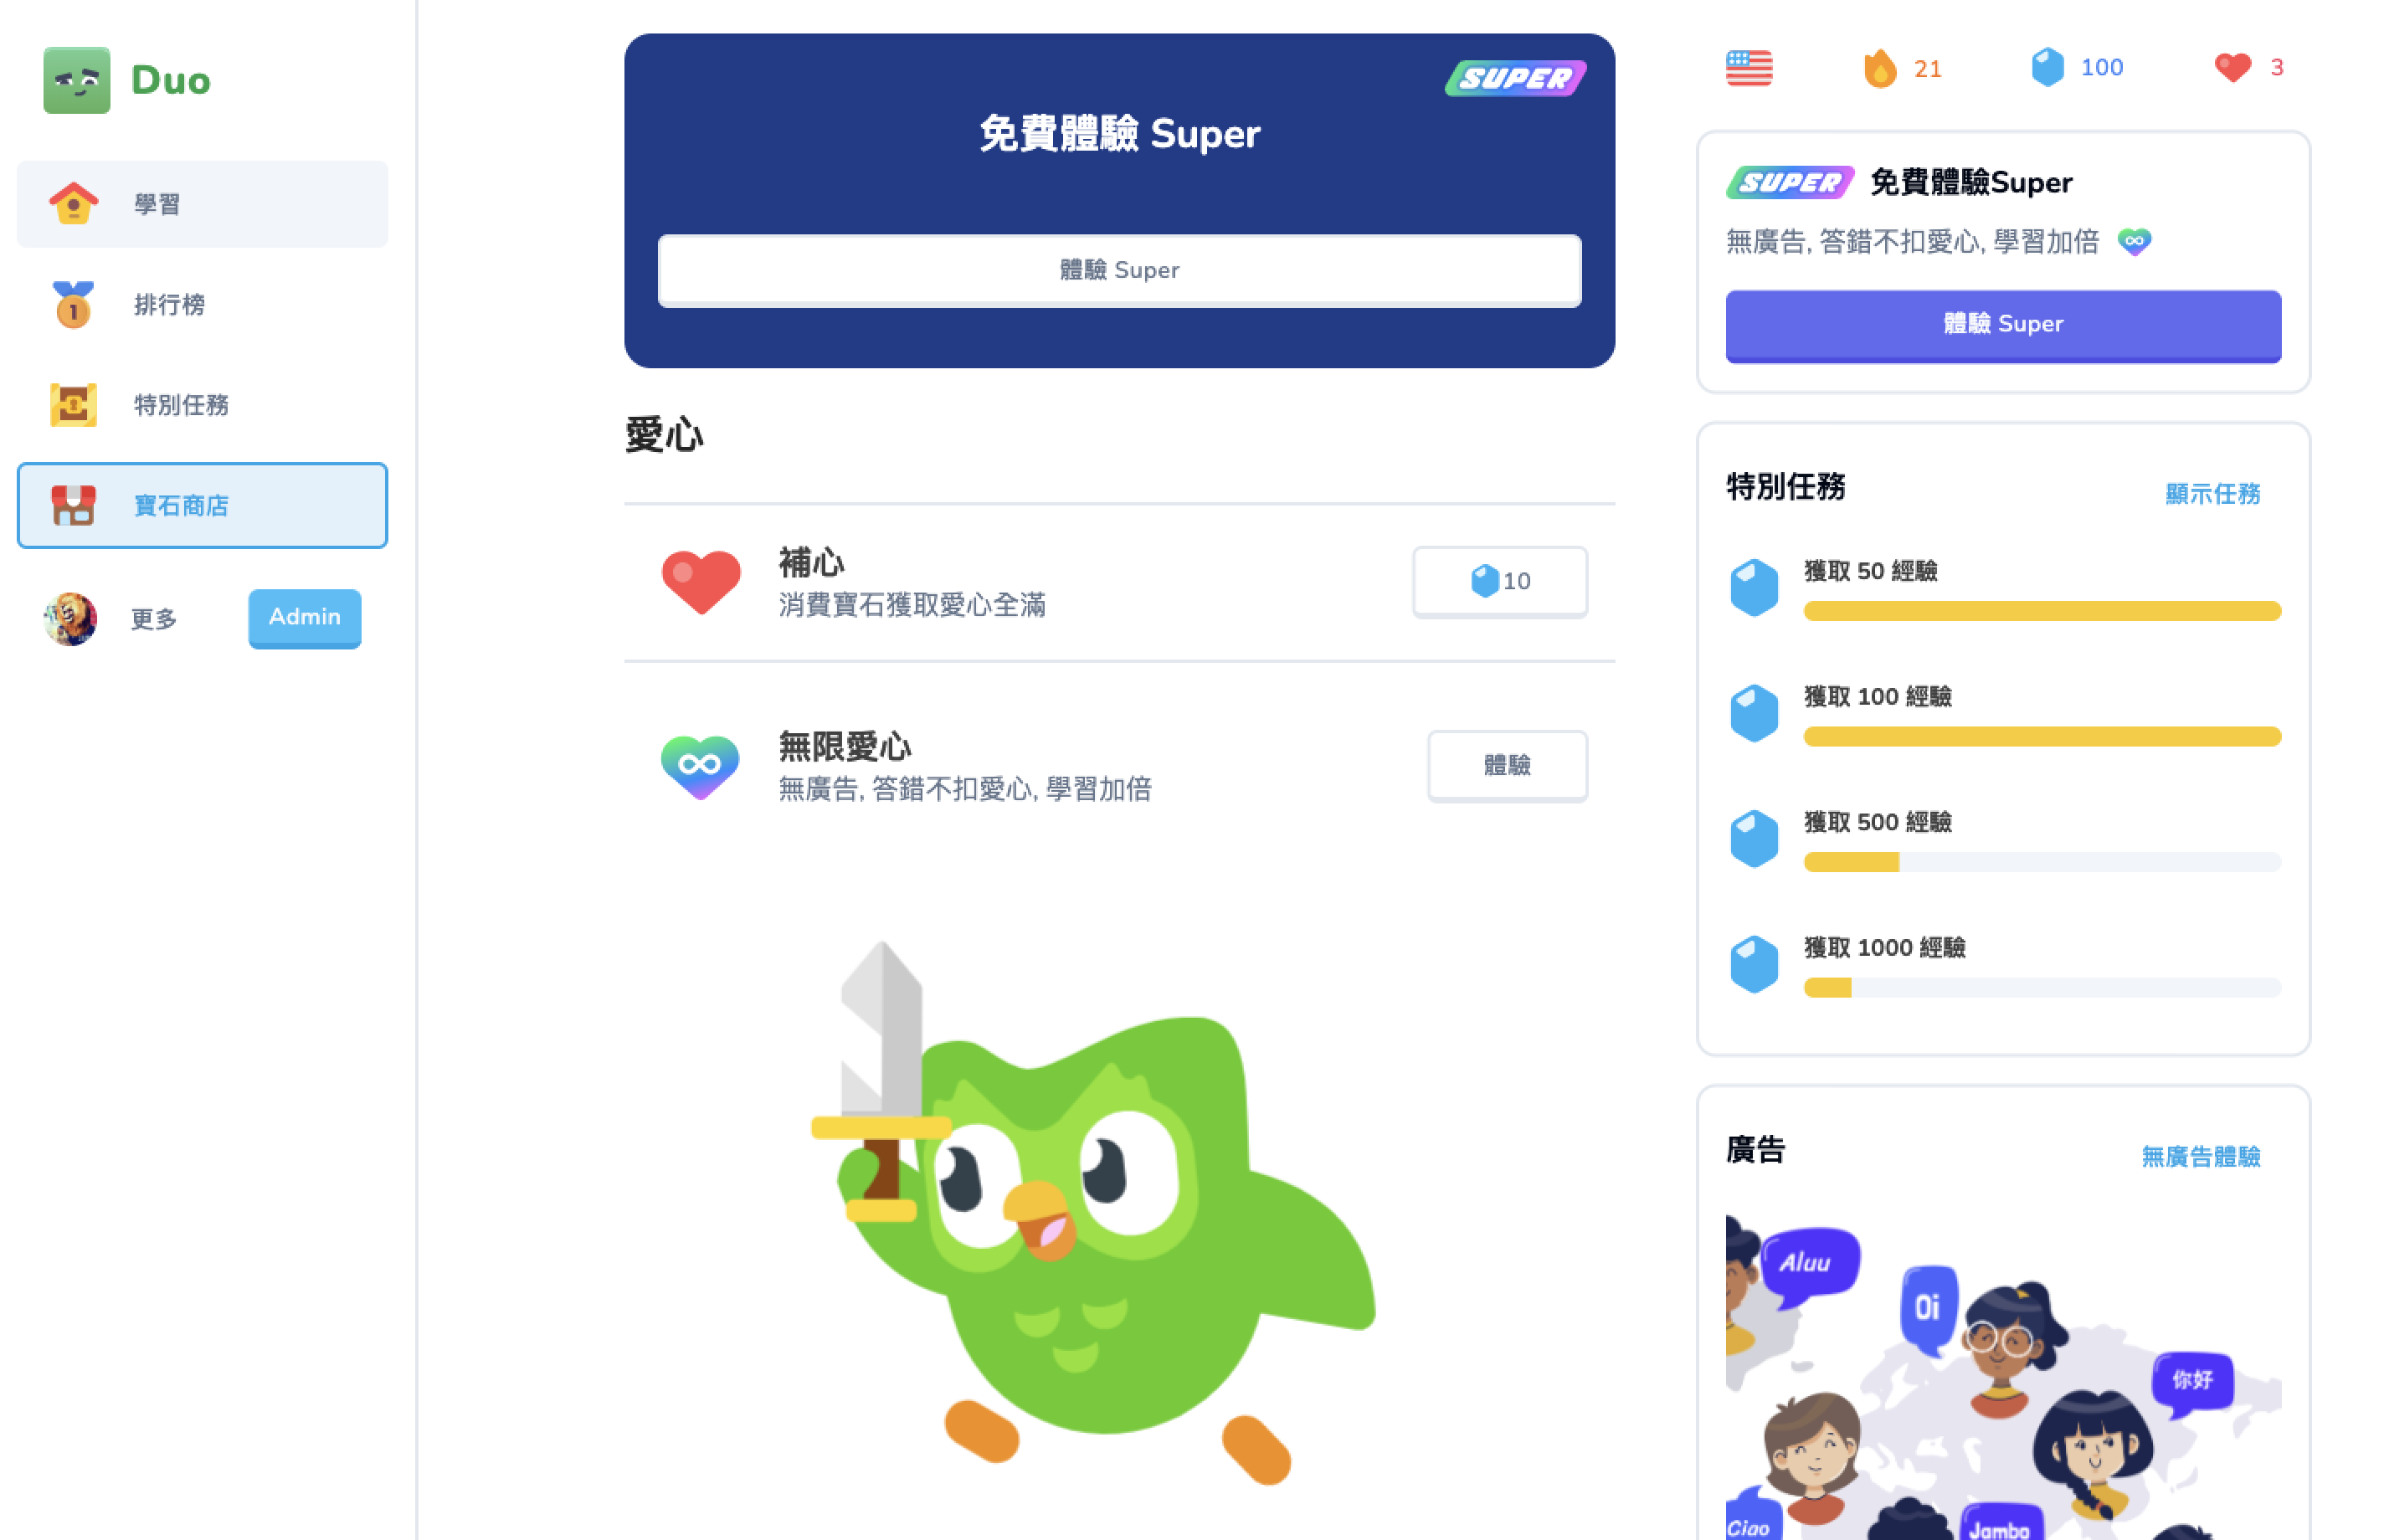 Duo
學習
排行榜
特別任務
寶石商店
更多
Admin
SUPER
免費體驗 Super
體驗 Super
愛心
補心
消費寶石獲取愛心全滿
10
無限愛心
無廣告, 答錯不扣愛心, 學習加倍
體驗
21
100
3
SUPER 免費體驗Super
無廣告, 答錯不扣愛心, 學習加倍
體驗 Super
特別任務
顯示任務
獲取 50 經驗
獲取 100 經驗
獲取 500 經驗
獲取 1000 經驗
廣告
無廣告體驗
Aluu
Oi
你好
Ciao
Jambo